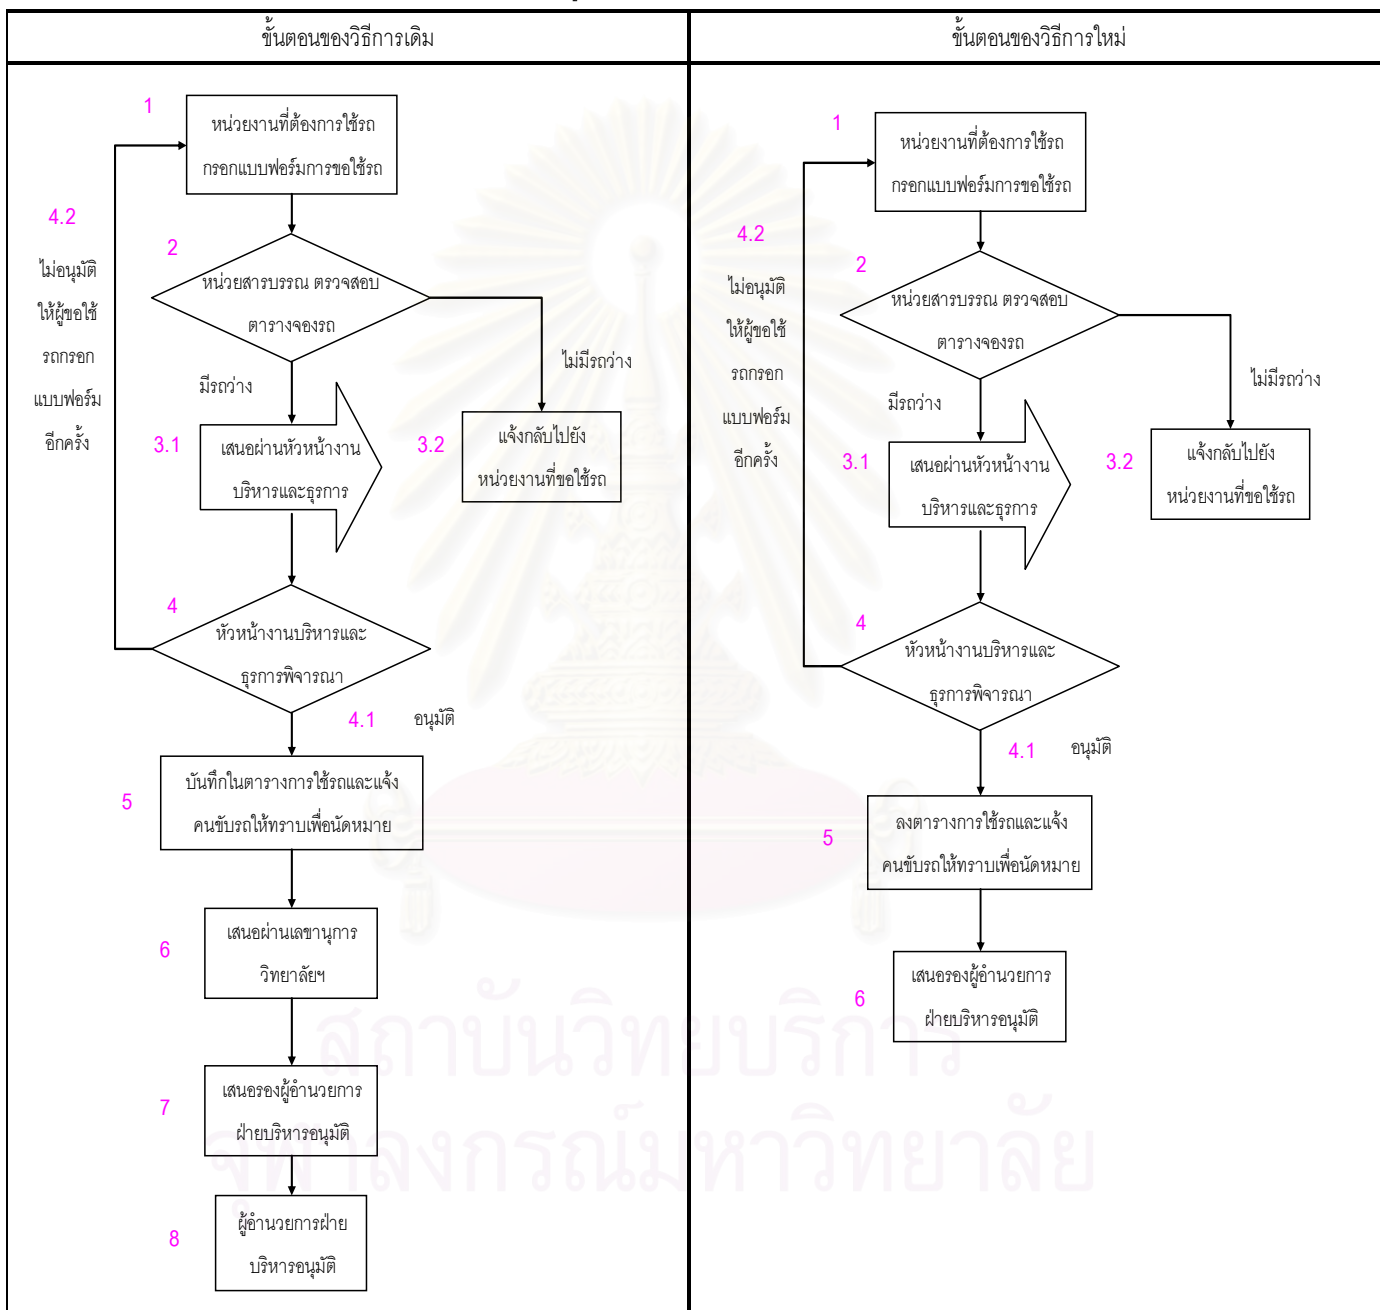 ขั้นตอนของวิธีการเดิม
1
หน่วยงานที่ต้องการใช้รถ
กรอกแบบฟอร์มการขอใช้รถ
4.2
ไม่อนุมัติ
ให้ผู้ขอใช้
รถกรอก
แบบฟอร์ม
อีกครั้ง
2
หน่วยสารบรรณ ตรวจสอบ
ตารางจองรถ
มีรถว่าง
ไม่มีรถว่าง
3.1
เสนอผ่านหัวหน้างาน
บริหารและธุรการ
3.2
แจ้งกลับไปยัง
หน่วยงานที่ขอใช้รถ
4
หัวหน้างานบริหารและ
ธุรการพิจารณา
4.1 อนุมัติ
5
บันทึกในตารางการใช้รถและแจ้ง
คนขับรถให้ทราบเพื่อนัดหมาย
6
เสนอผ่านเลขานุการ
วิทยาลัยฯ
7
เสนอรองผู้อำนวยการ
ฝ่ายบริหารอนุมัติ
8
ผู้อำนวยการฝ่าย
บริหารอนุมัติ
ขั้นตอนของวิธีการใหม่
1
หน่วยงานที่ต้องการใช้รถ
กรอกแบบฟอร์มการขอใช้รถ
4.2
ไม่อนุมัติ
ให้ผู้ขอใช้
รถกรอก
แบบฟอร์ม
อีกครั้ง
2
หน่วยสารบรรณ ตรวจสอบ
ตารางจองรถ
มีรถว่าง
ไม่มีรถว่าง
3.1
เสนอผ่านหัวหน้างาน
บริหารและธุรการ
3.2
แจ้งกลับไปยัง
หน่วยงานที่ขอใช้รถ
4
หัวหน้างานบริหารและ
ธุรการพิจารณา
4.1 อนุมัติ
5
ลงตารางการใช้รถและแจ้ง
คนขับรถให้ทราบเพื่อนัดหมาย
6
เสนอรองผู้อำนวยการ
ฝ่ายบริหารอนุมัติ
สถาบันวิทยบริการ
จุฬาลงกรณ์มหาวิทยาลัย